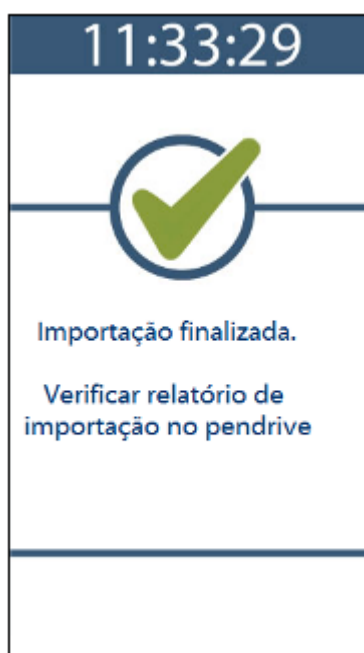 11:33:29
Importação finalizada.
Verificar relatório de
importação no pendrive